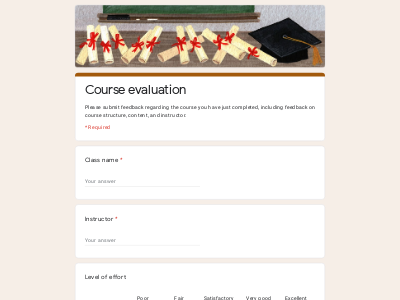 Course evaluation
Please submit feedback regarding the course you have just completed, including feedback on
course structure, content, and instructor
* Required
Class name *
Your answer
Instructor *
Your answer
Level of effort
Poor Fair Satisfactory Very good Excellent